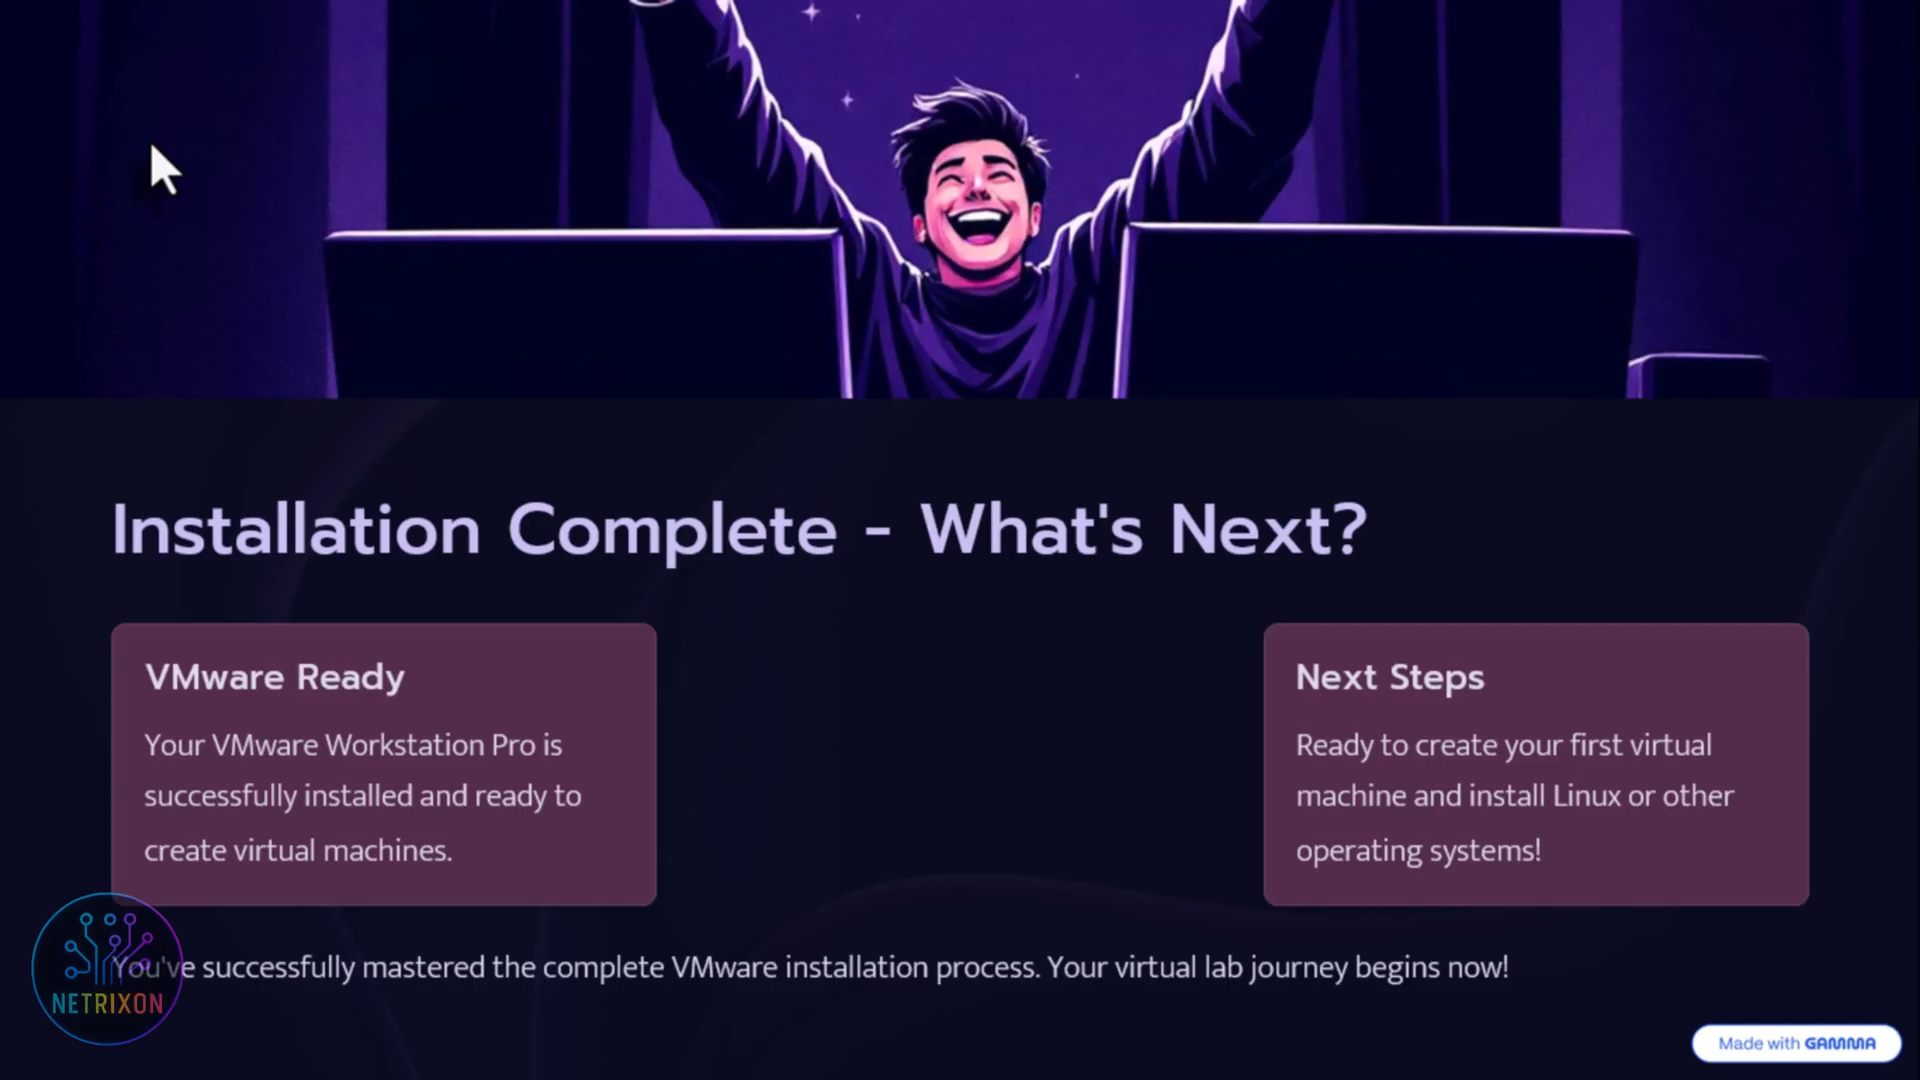 Installation Complete - What's Next?
VMware Ready
Your VMware Workstation Pro is
successfully installed and ready to
create virtual machines.
Next Steps
Ready to create your first virtual
machine and install Linux or other
operating systems!
You've successfully mastered the complete VMware installation process. Your virtual lab journey begins now!
NETRIXON
Made with GAMMA